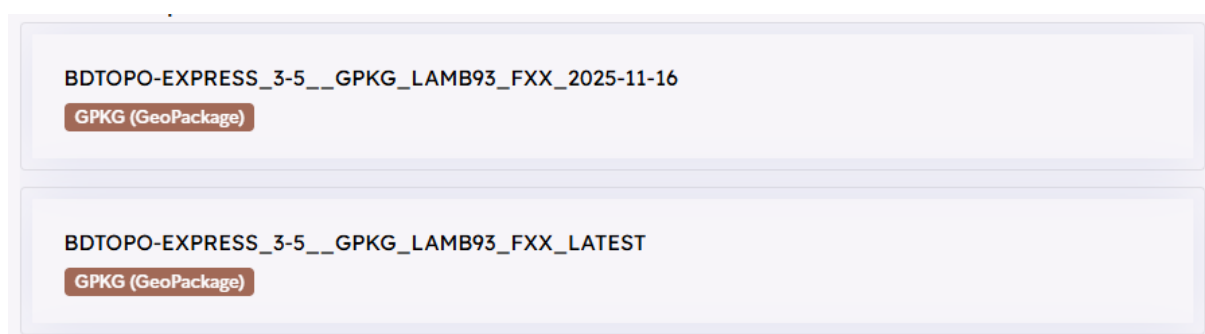 BDTOPO-EXPRESS_3-5__GPKG_LAMB93_FXX_2025-11-16
GPKG (GeoPackage)
BDTOPO-EXPRESS_3-5__GPKG_LAMB93_FXX_LATEST
GPKG (GeoPackage)